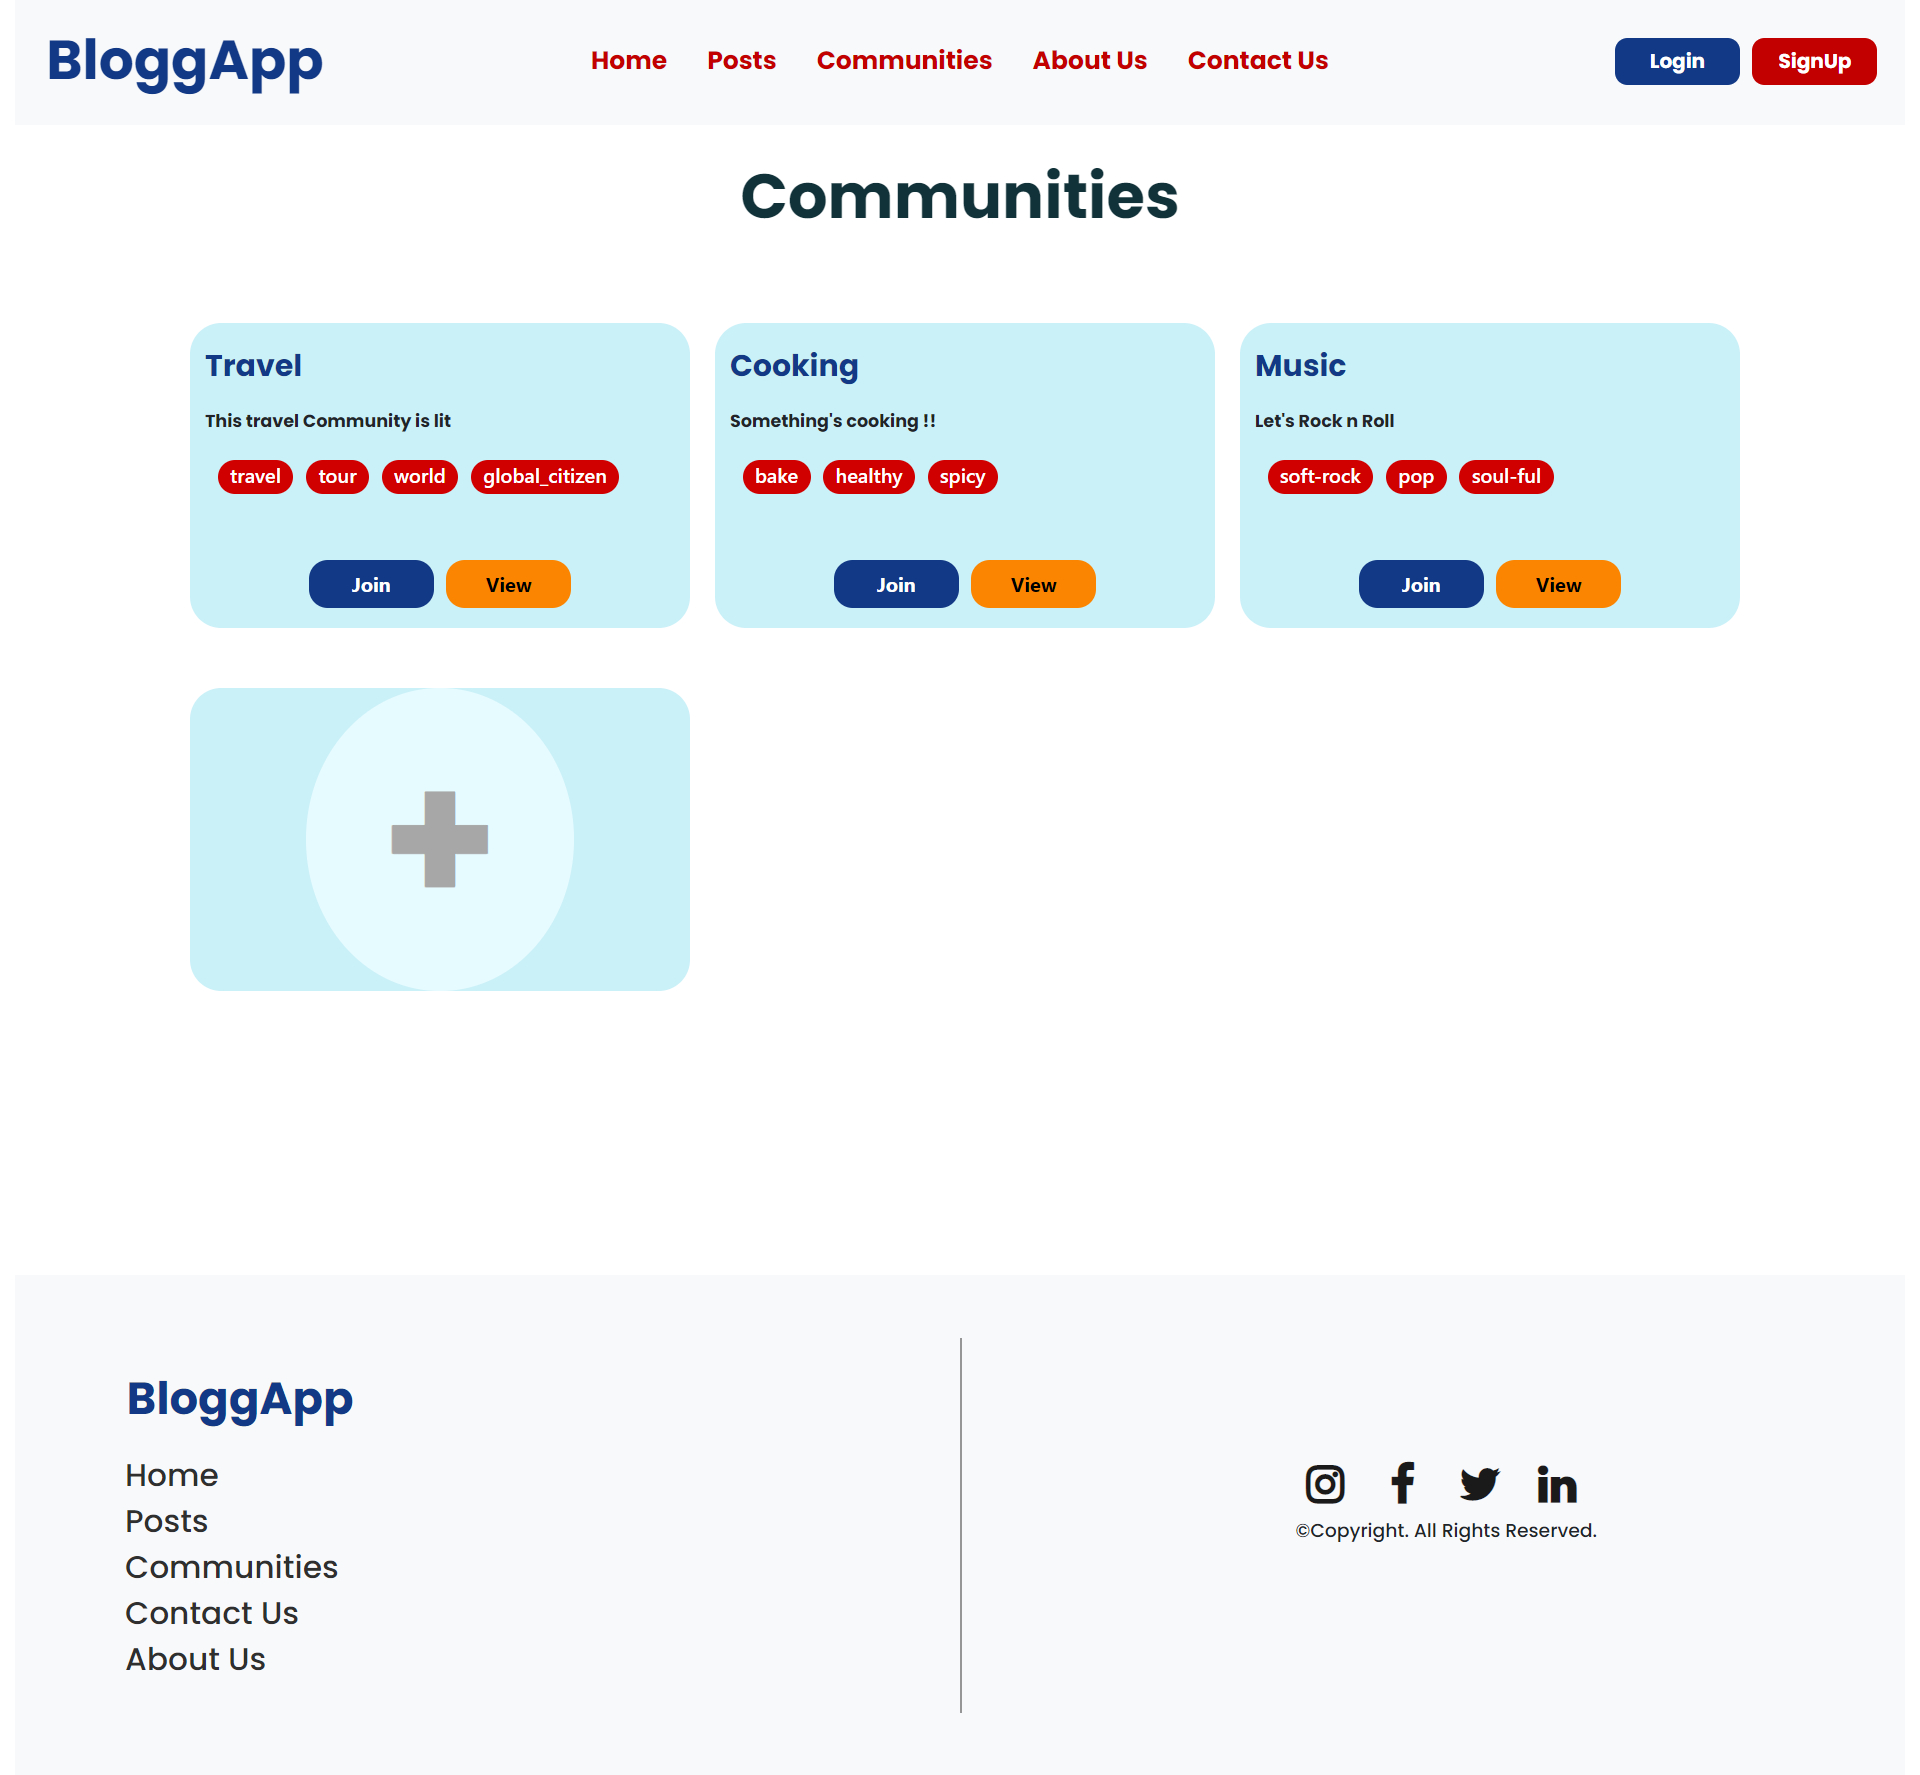 BloggApp
Home Posts Communities About Us Contact Us
Login SignUp
Communities
Travel
This travel Community is lit
travel tour world global_citizen
Join View
Cooking
Something's cooking !!
bake healthy spicy
Join View
Music
Let's Rock n Roll
soft-rock pop soul-ful
Join View
BloggApp
Home
Posts
Communities
Contact Us
About Us
©Copyright. All Rights Reserved.